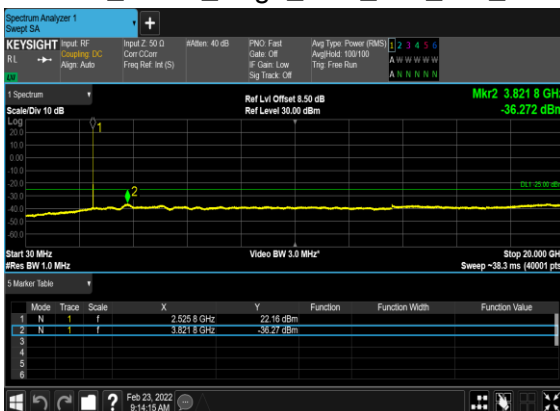 Spectrum Analyzer 1
Swept SA
KEYSIGHT Input: RF Input Z: 50 Ω #Atten: 40 dB PNO: Fast Avg Type: Power (RMS) 1 2 3 4 5 6
RL Coupling: DC Corr CCorr Gate: Off Avg|Hold: 100/100 A W W W W W
Align: Auto Freq Ref: Int (S) IF Gain: Low Trig: Free Run
Sig Track: Off A N N N N N
1 Spectrum Ref Lvl Offset 8.50 dB Mkr2 3.821 8 GHz
Scale/Div 10 dB Ref Level 30.00 dBm -36.272 dBm
Log
20.0
10.0
0.00
-10.0
-20.0
DL1 -25.00 dBm
-30.0
-40.0
-50.0
-60.0
1
2
Start 30 MHz Video BW 3.0 MHz* Stop 20.000 GHz
#Res BW 1.0 MHz Sweep ~38.3 ms (40001 pts)
5 Marker Table
Mode Trace Scale X Y Function Function Width Function Value
1 N 1 f 2.525 8 GHz 22.16 dBm
2 N 1 f 3.821 8 GHz -36.27 dBm
3
4
5
6
? Feb 23, 2022
9:14:15 AM